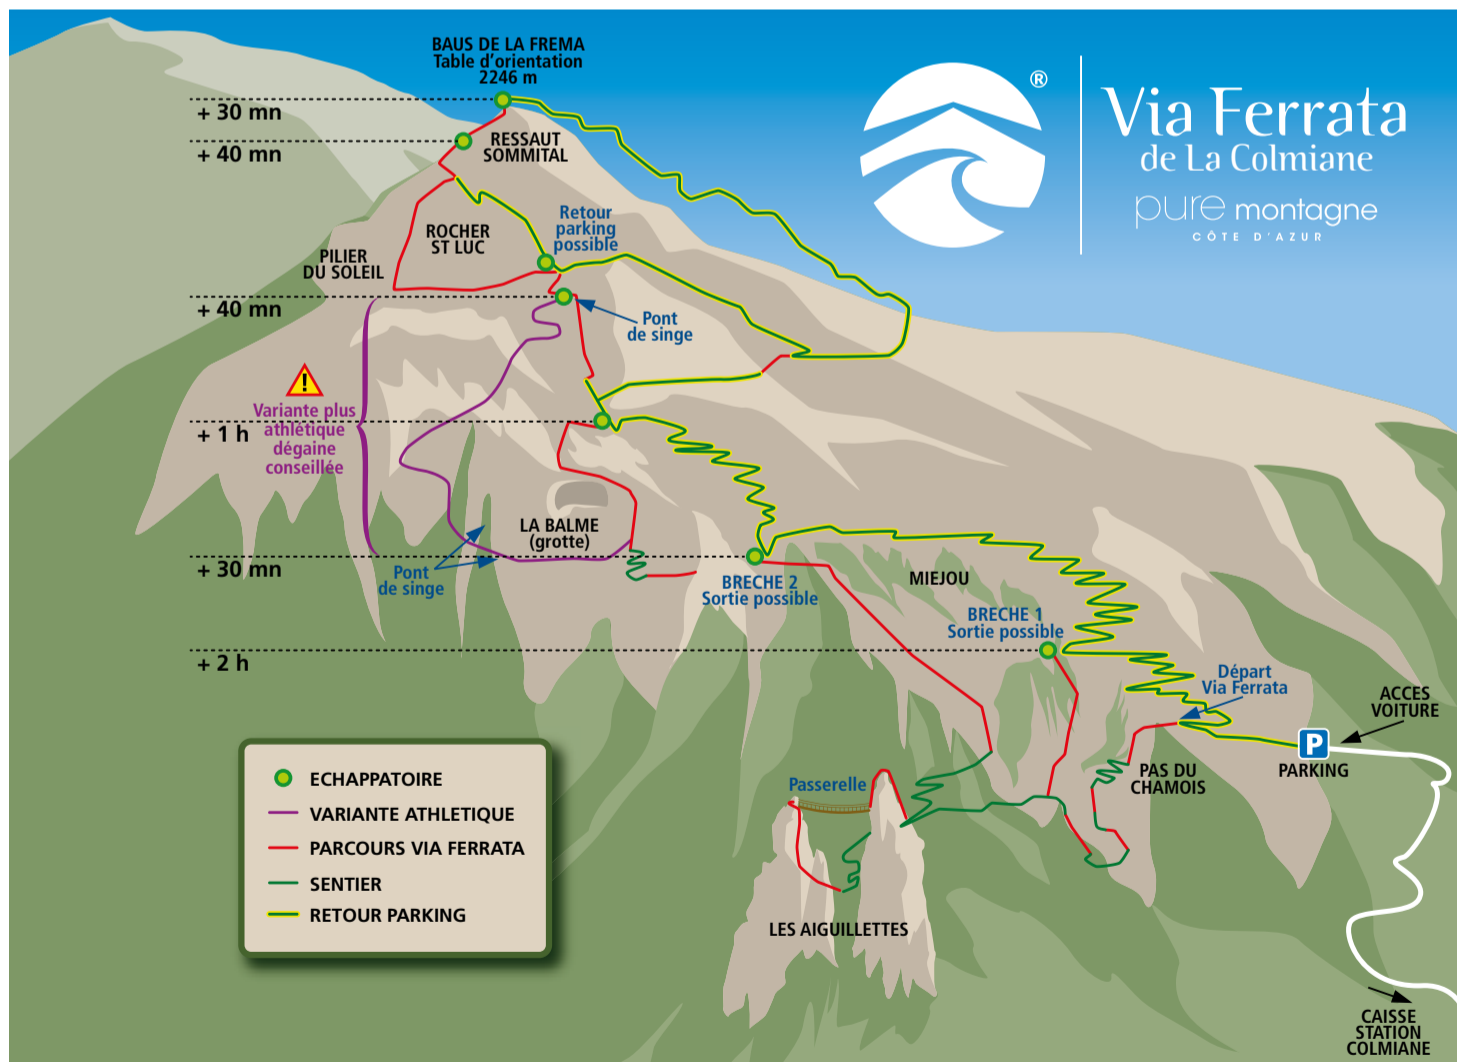 BAUS DE LA FREMA
Table d'orientation
2246 m
®
Via Ferrata
de La Colmiane
pure montagne
CÔTE D'AZUR
+ 30 mn
+ 40 mn
RESSAUT
SOMMITAL
Retour
parking
possible
ROCHER
ST LUC
PILIER
DU SOLEIL
+ 40 mn
Pont
de singe
!
Variante plus
athlétique
dégaine
conseillée
+ 1 h
LA BALME
(grotte)
+ 30 mn
Pont
de singe
BRECHE 2
Sortie possible
MIEJOU
BRECHE 1
Sortie possible
+ 2 h
Départ
Via Ferrata
ACCES
VOITURE
P
PARKING
PAS DU
CHAMOIS
Passerelle
LES AIGUILLETTES
ECHAPPATOIRE
VARIANTE ATHLETIQUE
PARCOURS VIA FERRATA
SENTIER
RETOUR PARKING
CAISSE
STATION
COLMIANE